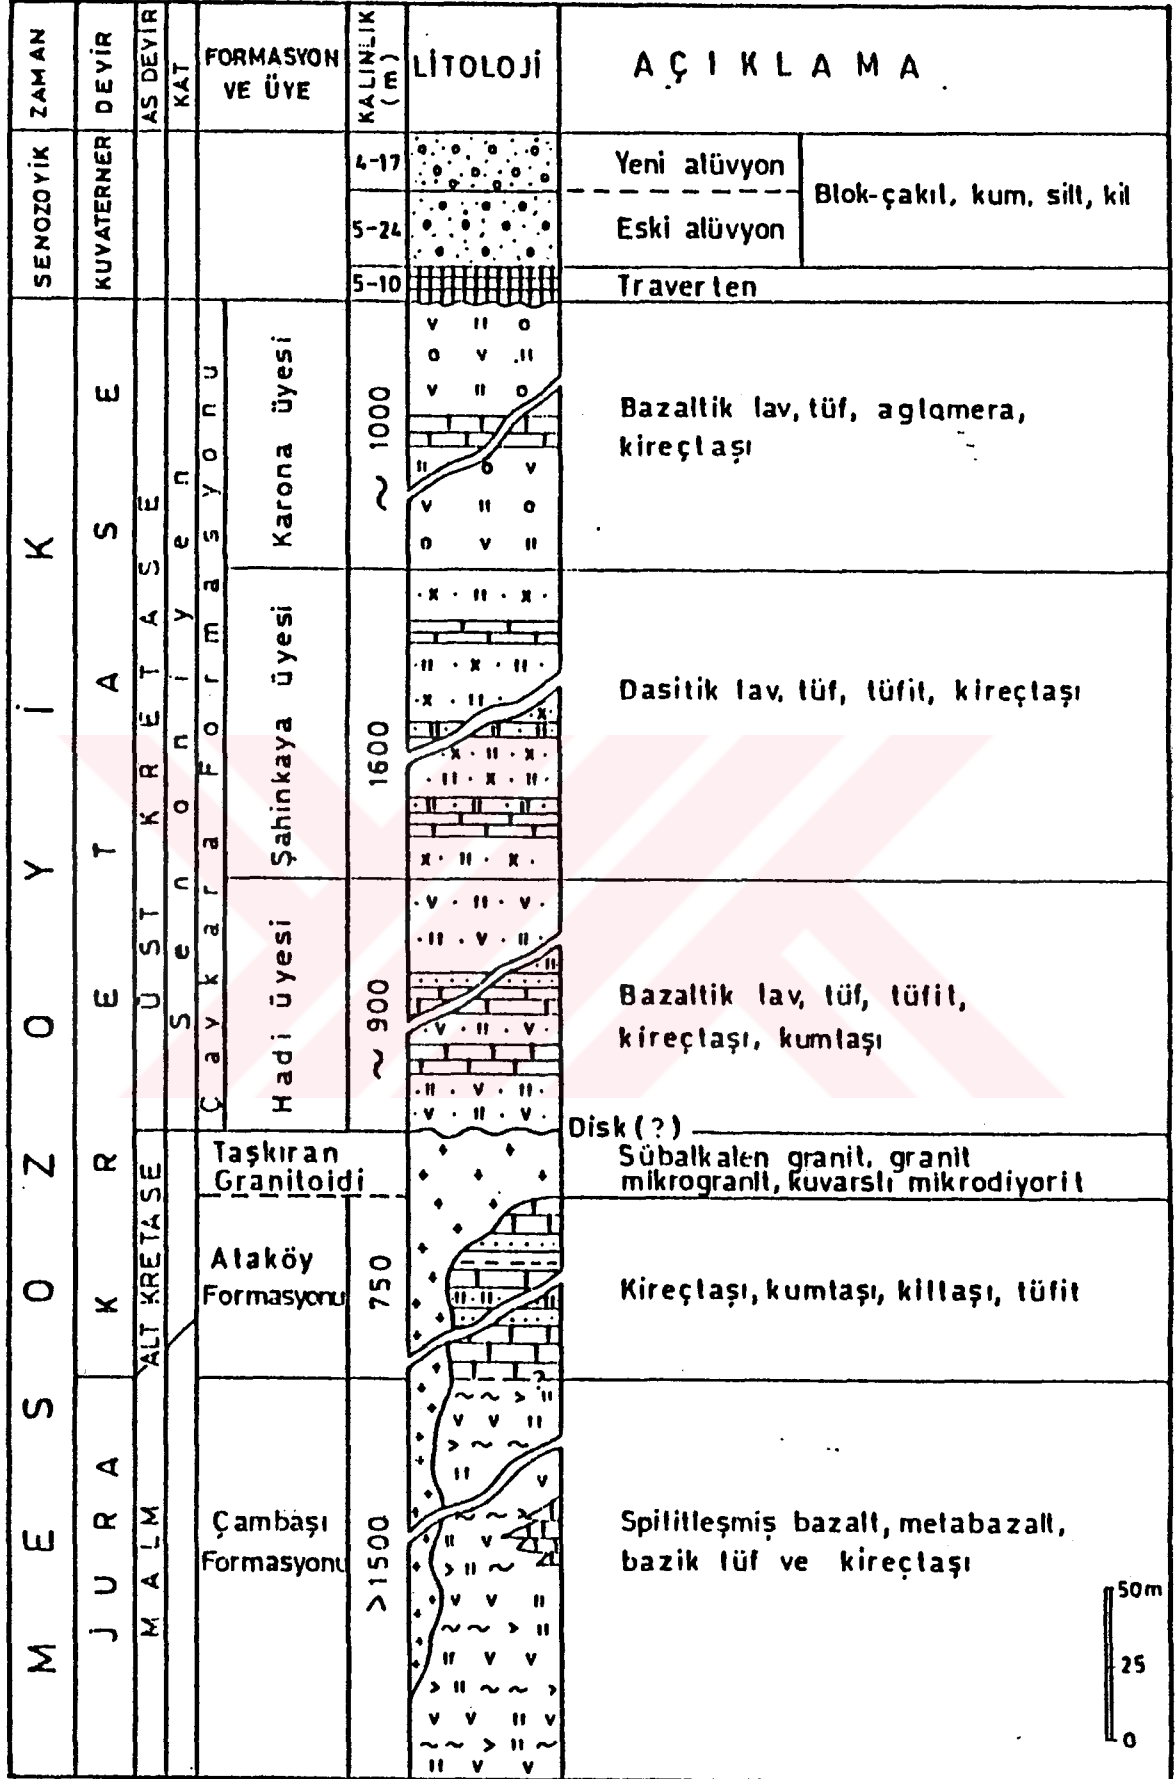 ZAMAN
DEVİR
AS DEVİR
KAT
FORMASYON
VE ÜYE
KALINLIK
(m)
LİTOLOJİ
AÇIKLAMA
SENOZOYİK
KUVATERNER
4-17
Yeni alüvyon
5-24
Eski alüvyon
Blok-çakıl, kum, silt, kil
5-10
Traverten
MESOZOYİK
KRETASE
ÜST KRETASE
Senoniyen
Çaykara Formasyonu
Karona üyesi
~ 1000
Bazaltik lav, tüf, aglomera,
kireçtaşı
Şahinkaya üyesi
1600
Dasitik lav, tüf, tüfit, kireçtaşı
Hadi üyesi
~ 900
Bazaltik lav, tüf, tüfit,
kireçtaşı, kumtaşı
Disk (?)
ALT KRETASE
Taşkıran
Granitoidi
Sübalkalen granit, granit
mikrogranit, kuvarslı mikrodiyorit
Ataköy
Formasyonu
750
Kireçtaşı, kumtaşı, kiltaşı, tüfit
?
JURA
MALM
Çambaşı
Formasyonu
>1500
Spilitleşmiş bazalt, metabazalt,
bazik tüf ve kireçtaşı
50m
25
0